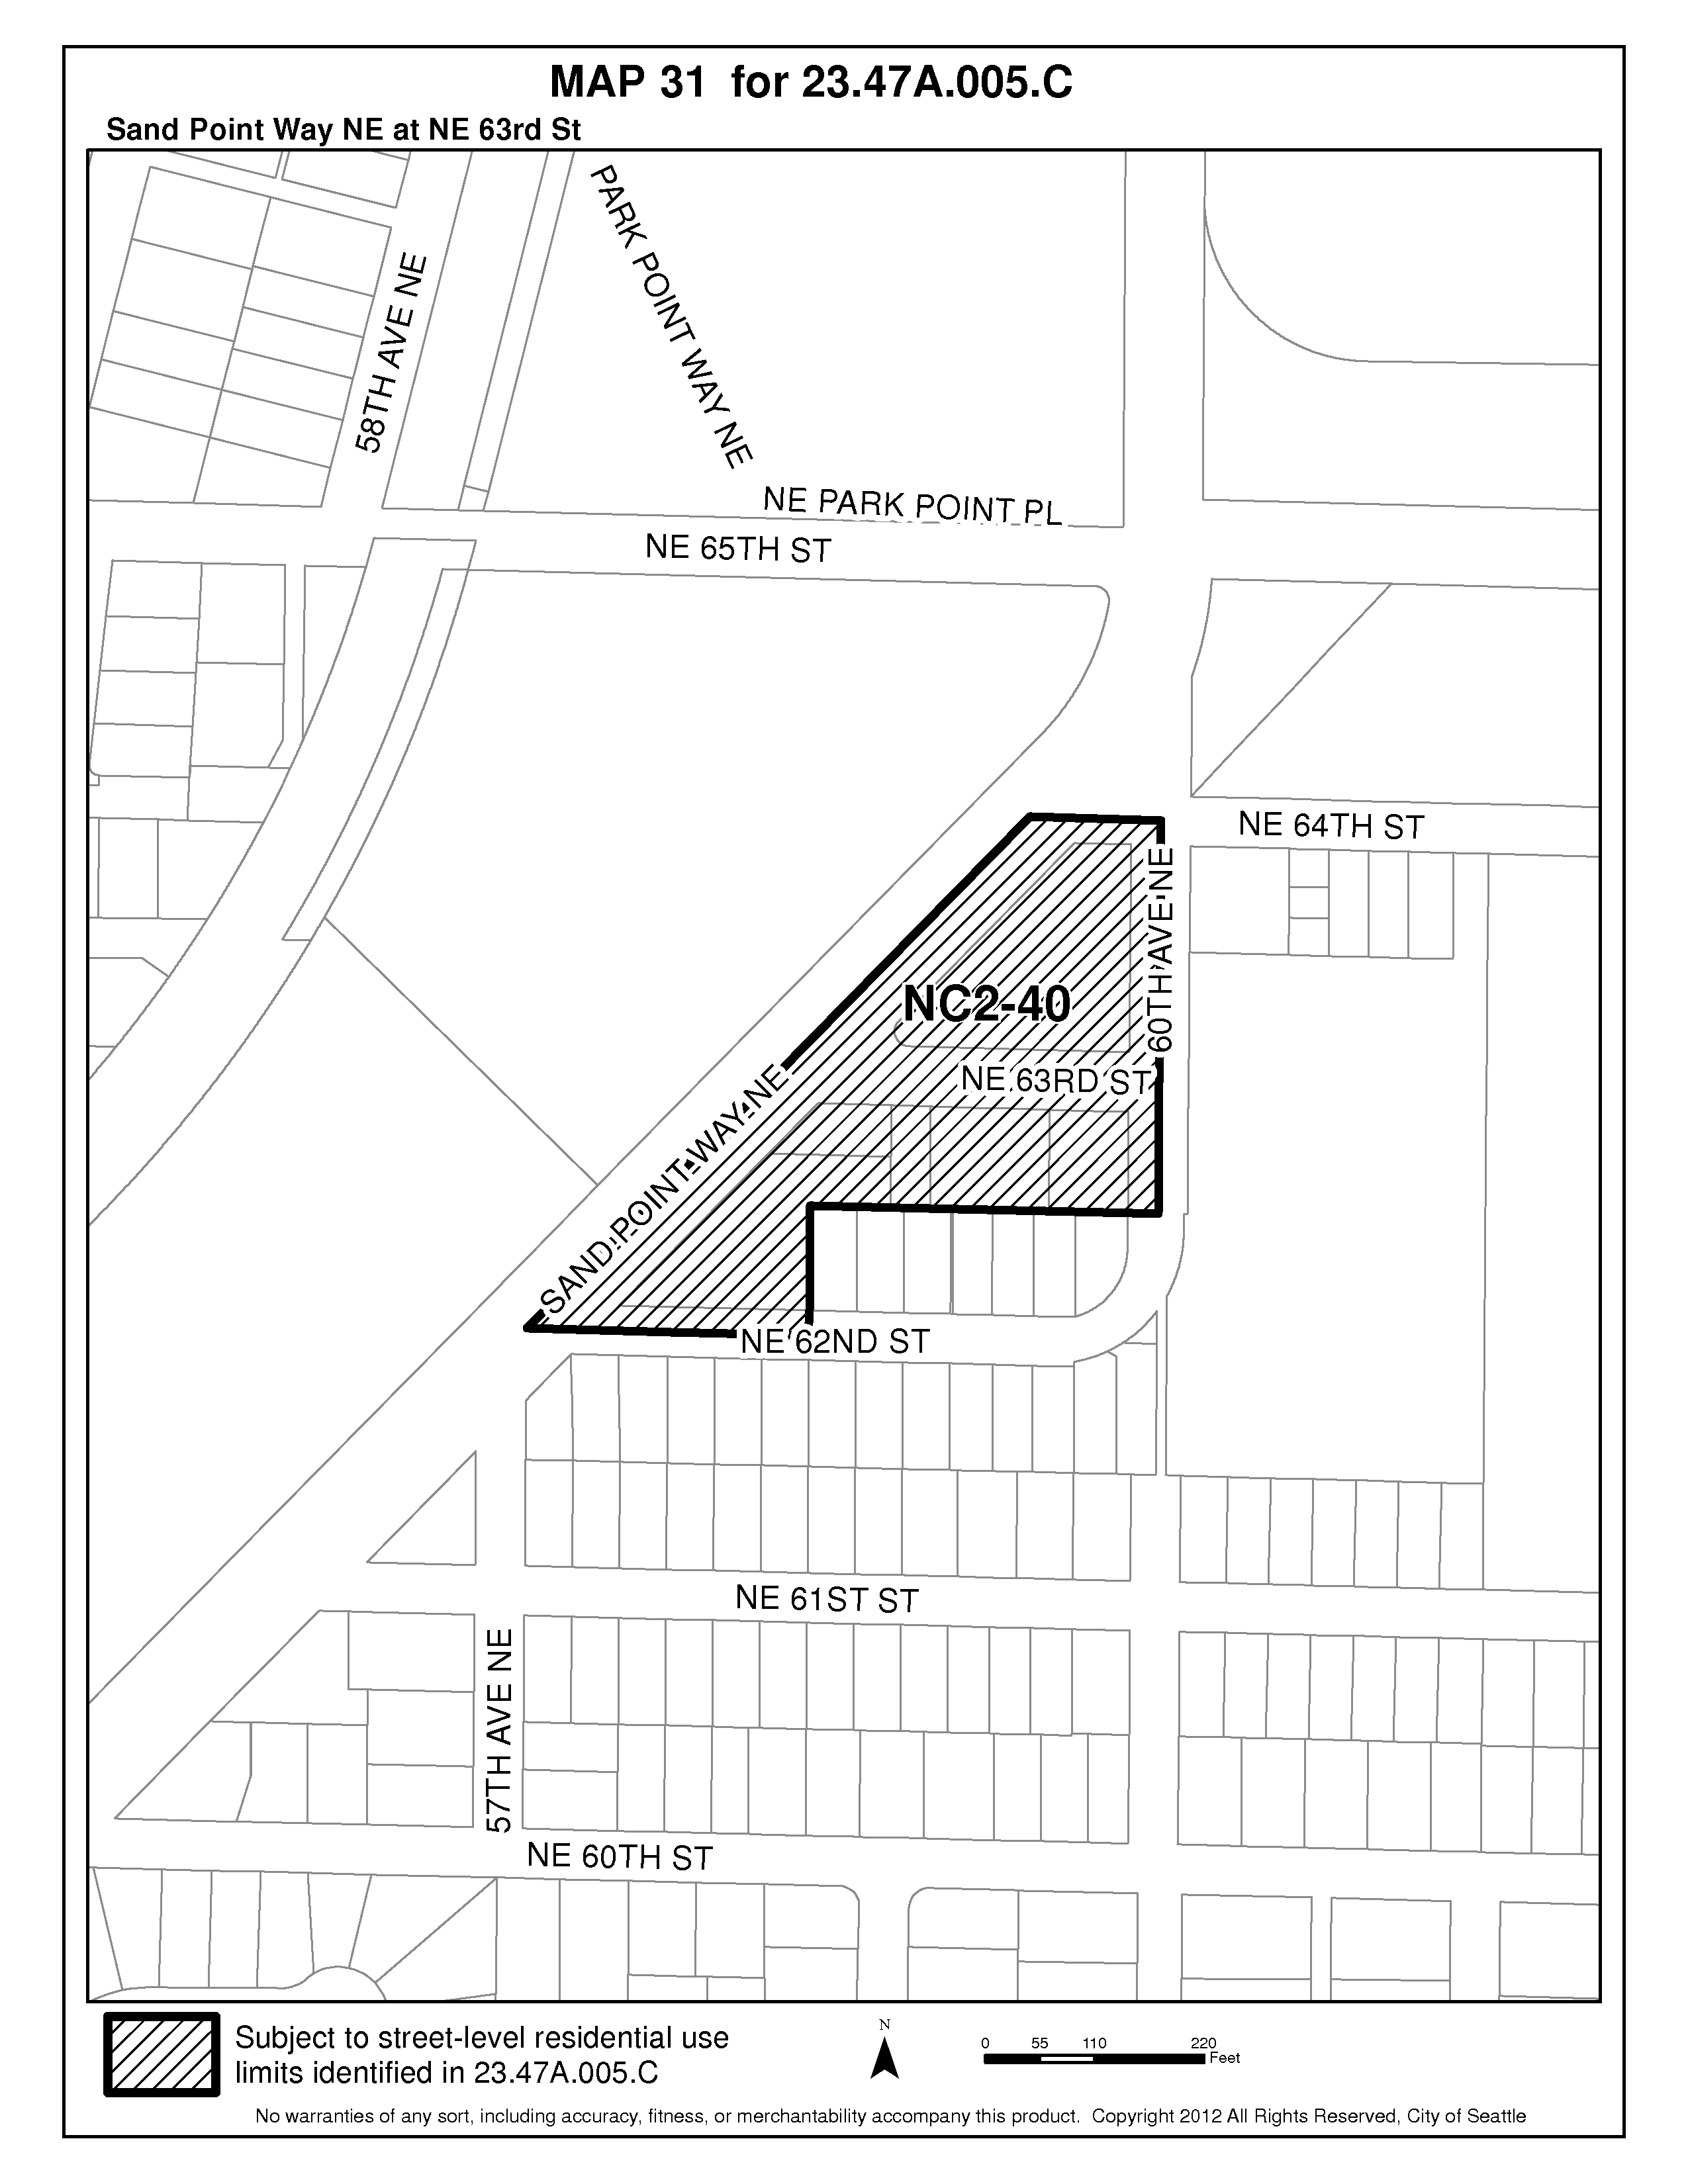 MAP 31 for 23.47A.005.C
Sand Point Way NE at NE 63rd St
PARK POINT WAY NE
58TH AVE NE
NE PARK POINT PL
NE 65TH ST
NE 64TH ST
60TH AVE NE
NC2-40
NE 63RD ST
SAND POINT WAY NE
NE 62ND ST
NE 61ST ST
57TH AVE NE
NE 60TH ST
Subject to street-level residential use
limits identified in 23.47A.005.C
N
0 55 110 220
Feet
No warranties of any sort, including accuracy, fitness, or merchantability accompany this product. Copyright 2012 All Rights Reserved, City of Seattle